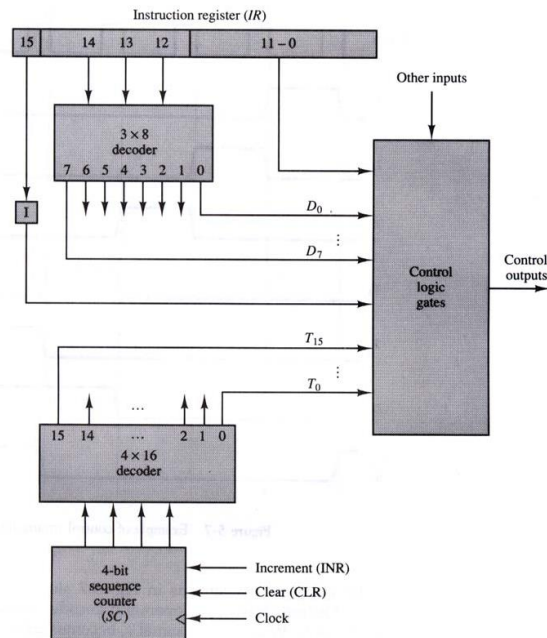 Instruction register (IR)
15 14 13 12 11 – 0
Other inputs
3 × 8
decoder
7 6 5 4 3 2 1 0
I
D0
⋮
D7
Control
logic
gates
Control
outputs
T15
⋮
T0
15 14 ... 2 1 0
...
4 × 16
decoder
4-bit
sequence
counter
(SC)
Increment (INR)
Clear (CLR)
Clock